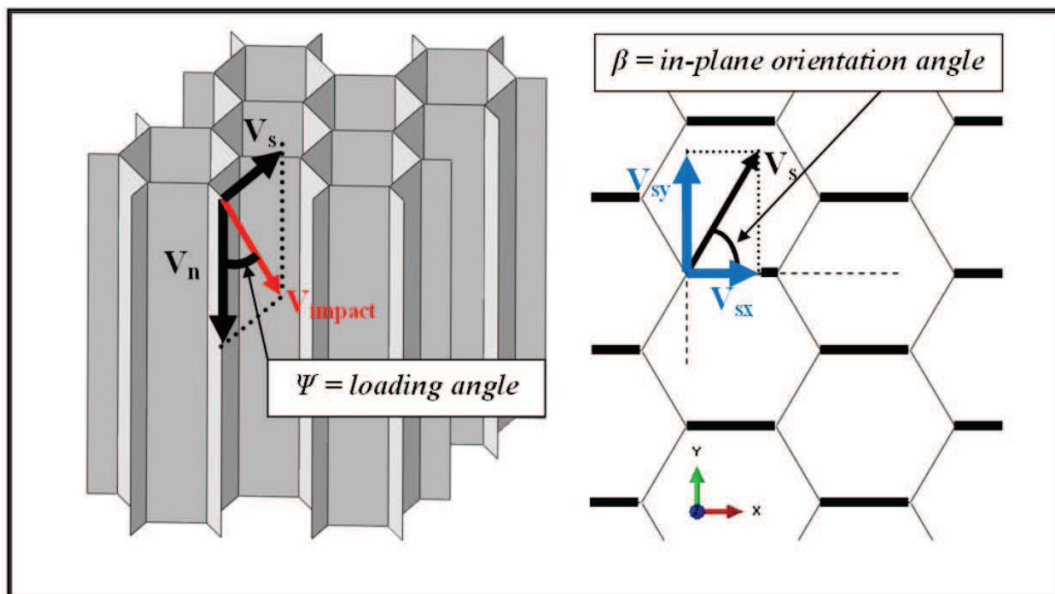 Vs
Vn
Vimpact
Ψ = loading angle
β = in-plane orientation angle
Vs
Vsy
Vsx
Y
X